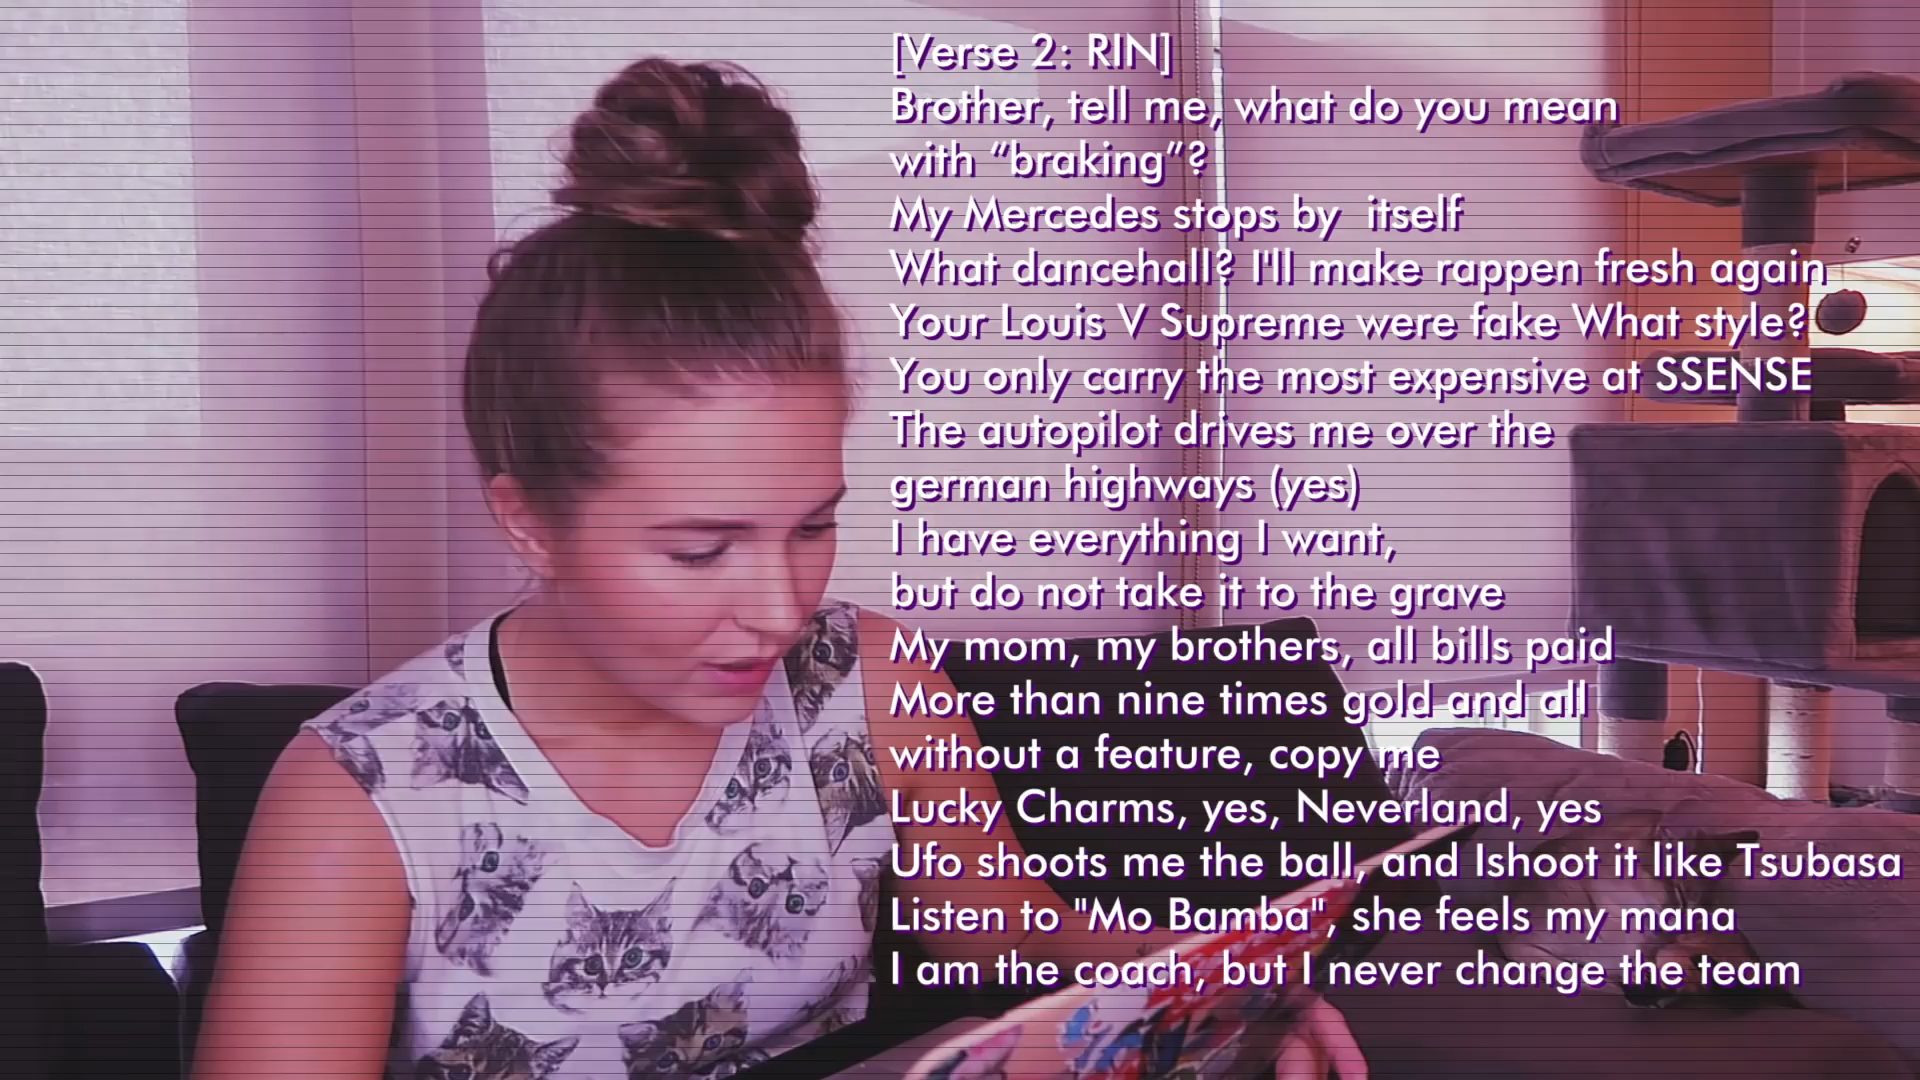 [Verse 2: RIN]
Brother, tell me, what do you mean
with “braking”?
My Mercedes stops by  itself
What dancehall? I'll make rappen fresh again
Your Louis V Supreme were fake What style?
You only carry the most expensive at SSENSE
The autopilot drives me over the
german highways (yes)
I have everything I want,
but do not take it to the grave
My mom, my brothers, all bills paid
More than nine times gold and all
without a feature, copy me
Lucky Charms, yes, Neverland, yes
Ufo shoots me the ball, and Ishoot it like Tsubasa
Listen to "Mo Bamba", she feels my mana
I am the coach, but I never change the team